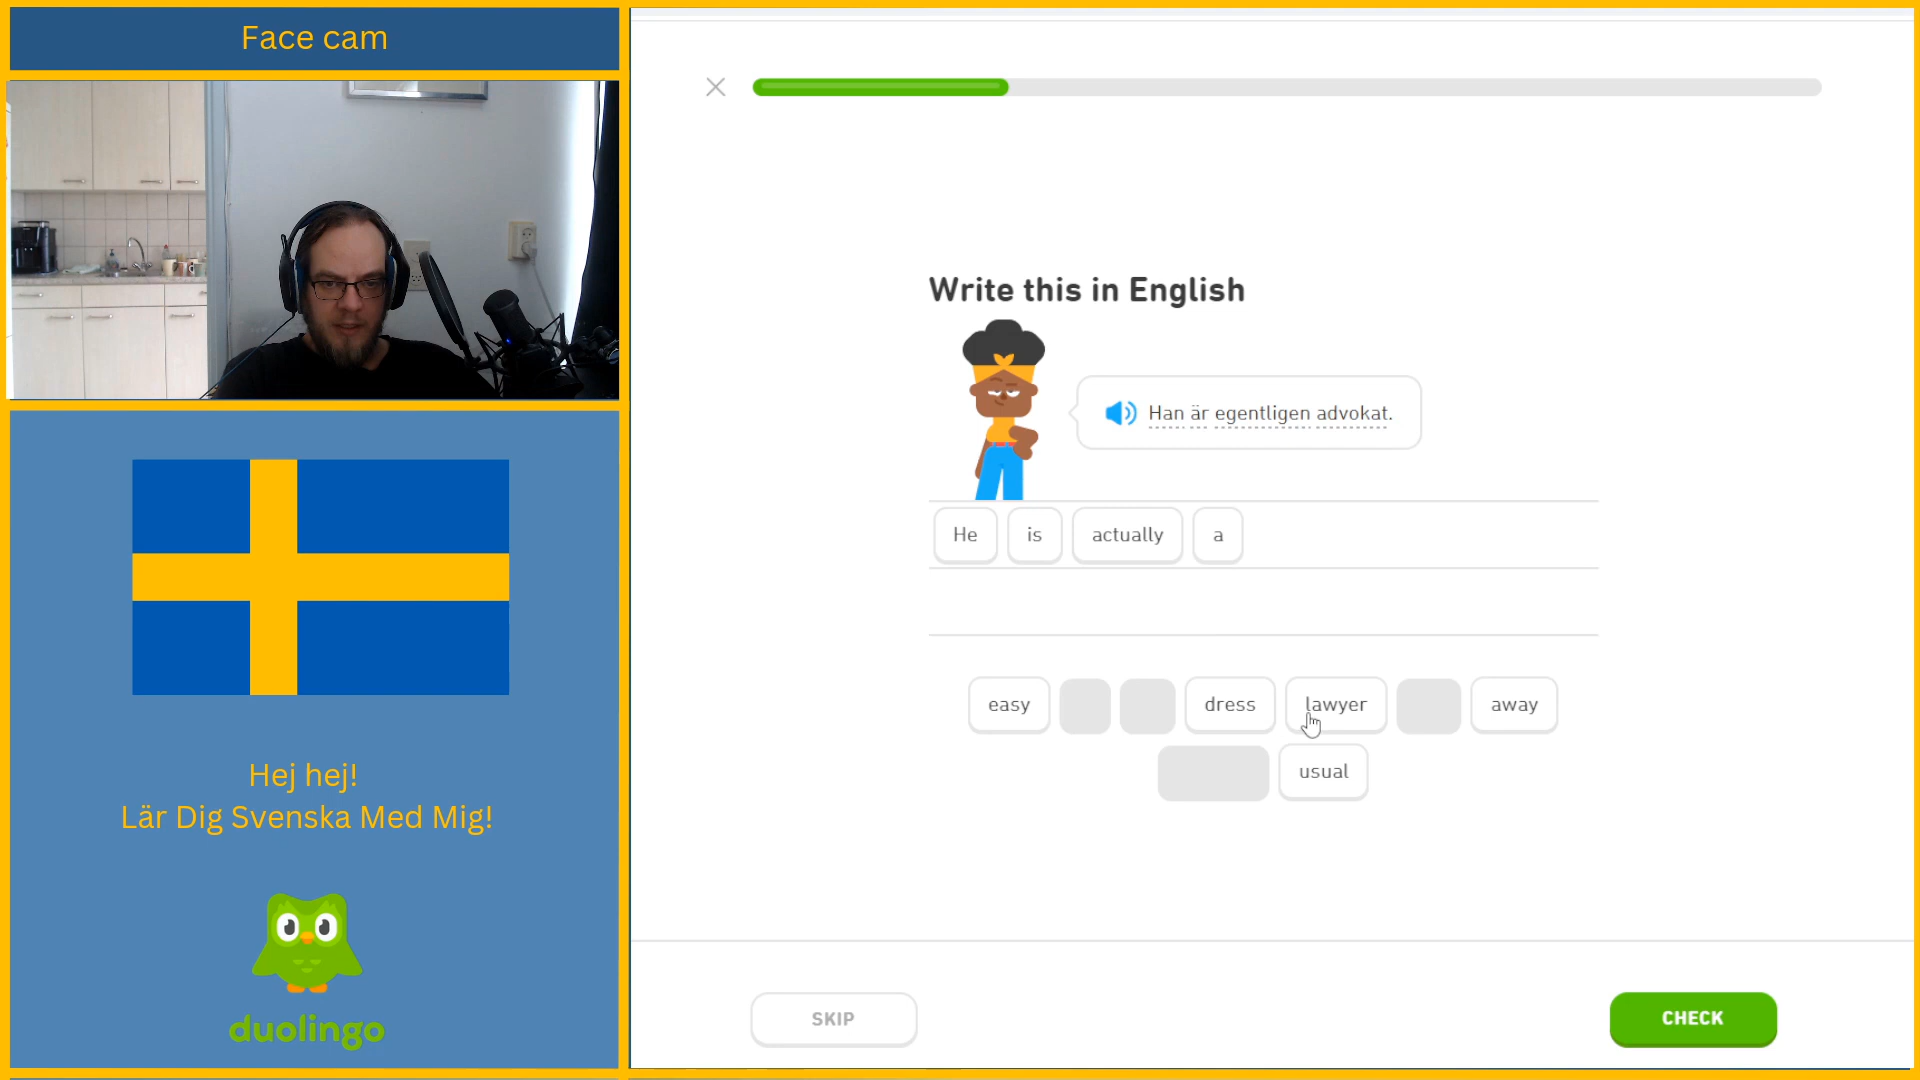 Face cam
Write this in English
Han är egentligen advokat.
He is actually a
easy dress lawyer away
usual
Hej hej!
Lär Dig Svenska Med Mig!
duolingo
SKIP
CHECK